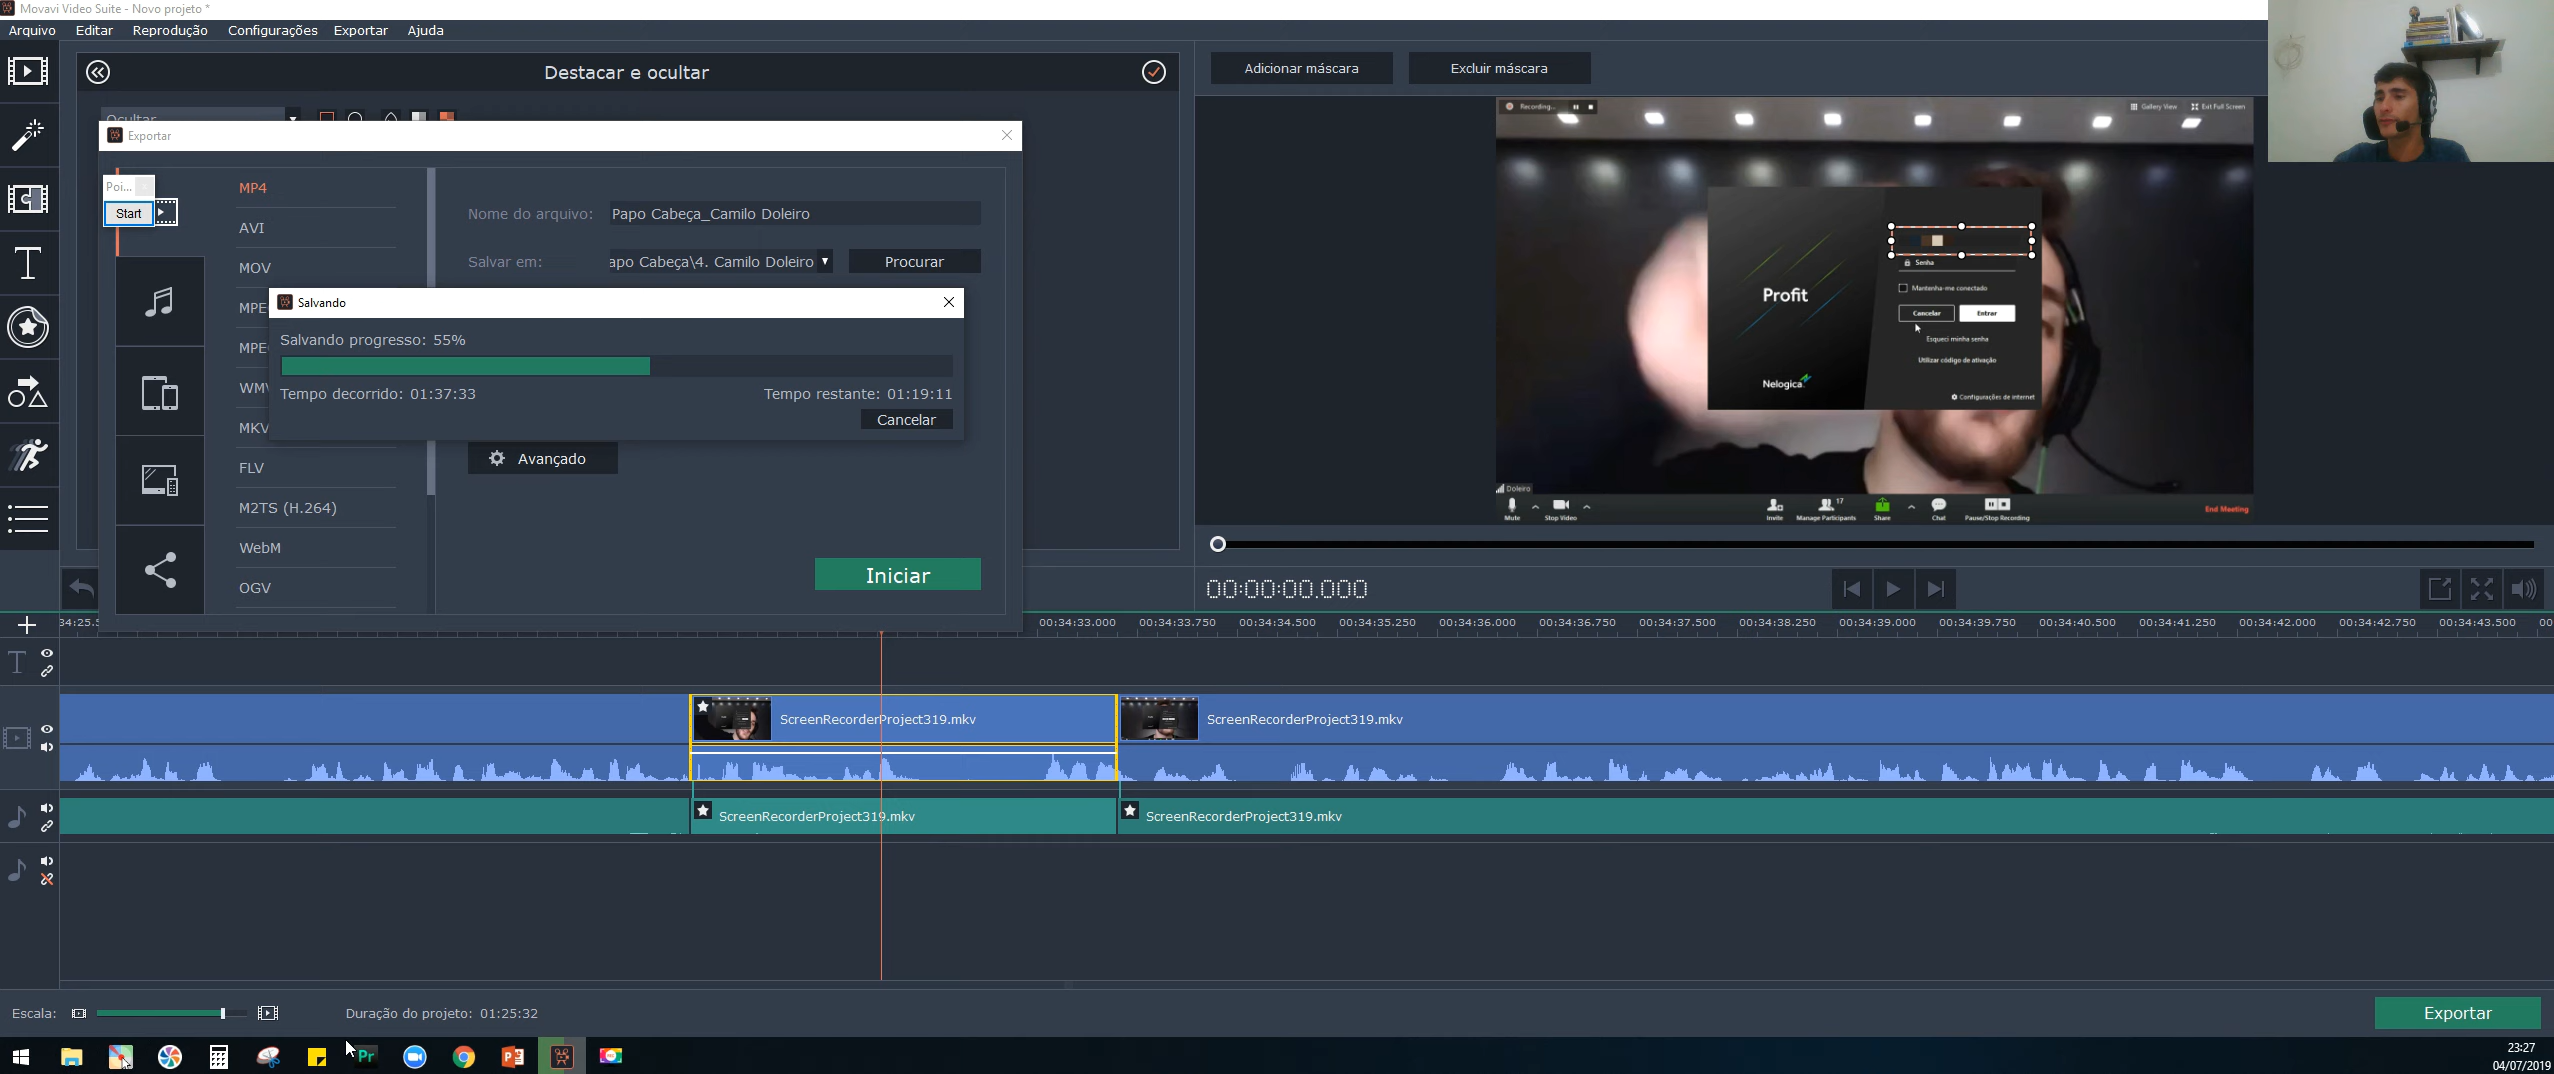 Movavi Video Suite - Novo projeto *
Arquivo Editar Reprodução Configurações Exportar Ajuda
Destacar e ocultar
Adicionar máscara Excluir máscara
Ocultar
Exportar
Poi...
Start
MP4
AVI
MOV
MPE
MPE
WMV
MKV
FLV
M2TS (H.264)
WebM
OGV
Nome do arquivo: Papo Cabeça_Camilo Doleiro
Salvar em: apo Cabeça\4. Camilo Doleiro Procurar
Salvando
Salvando progresso: 55%
Tempo decorrido: 01:37:33 Tempo restante: 01:19:11
Cancelar
Avançado
Iniciar
Recording... Gallery View Exit Full Screen
Profit
Nelogica
Senha
Mantenha-me conectado
Cancelar Entrar
Esqueci minha senha
Utilizar código de ativação
Configurações de internet
Doleiro
Mute Stop Video Invite Manage Participants 17 Share Chat Pause/Stop Recording End Meeting
00:00:00.000
34:25.5 00:34:33.000 00:34:33.750 00:34:34.500 00:34:35.250 00:34:36.000 00:34:36.750 00:34:37.500 00:34:38.250 00:34:39.000 00:34:39.750 00:34:40.500 00:34:41.250 00:34:42.000 00:34:42.750 00:34:43.500 00:
ScreenRecorderProject319.mkv ScreenRecorderProject319.mkv
ScreenRecorderProject319.mkv ScreenRecorderProject319.mkv
Escala: Duração do projeto: 01:25:32
Exportar
Pr
23:27
04/07/2019